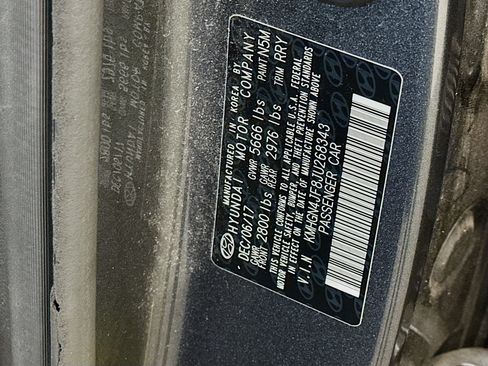 MANUFACTURED IN KOREA BY
HYUNDAI MOTOR COMPANY
DEC/06/17 GVWR 5666 lbs PAINT N5M
GAWR FRONT 2800 lbs GAWR REAR 2976 lbs TRIM RRY
THIS VEHICLE CONFORMS TO ALL APPLICABLE U.S.A. FEDERAL
MOTOR VEHICLE SAFETY, BUMPER, AND THEFT PREVENTION STANDARDS
IN EFFECT ON THE DATE OF MANUFACTURE SHOWN ABOVE
V.I.N KMHGN4JF8JU268343
PASSENGER CAR